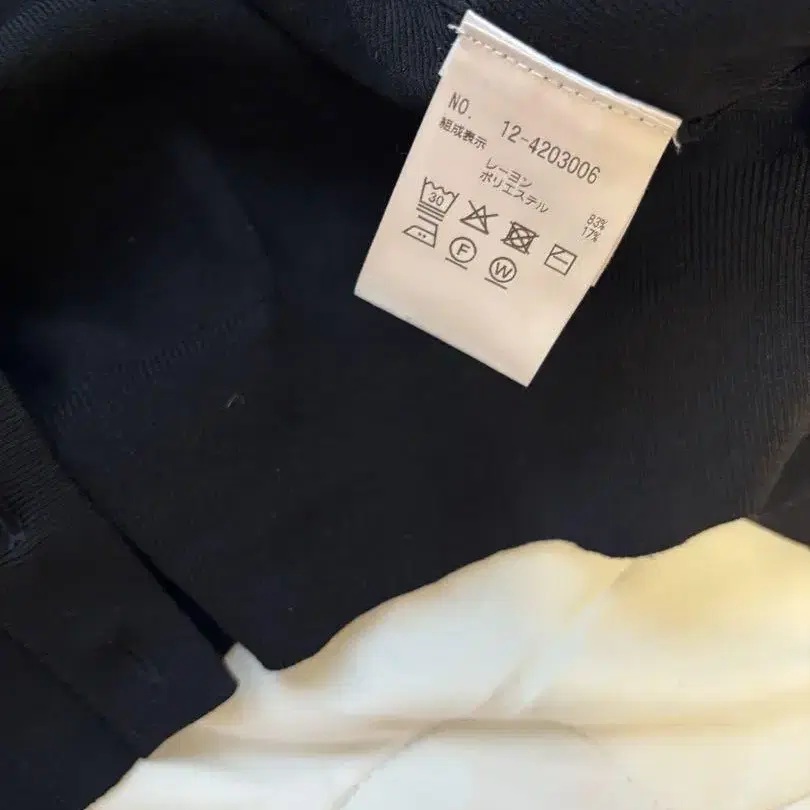 NO. 12-4203006
組成表示
レーヨン 83%
ポリエステル 17%
30
F W